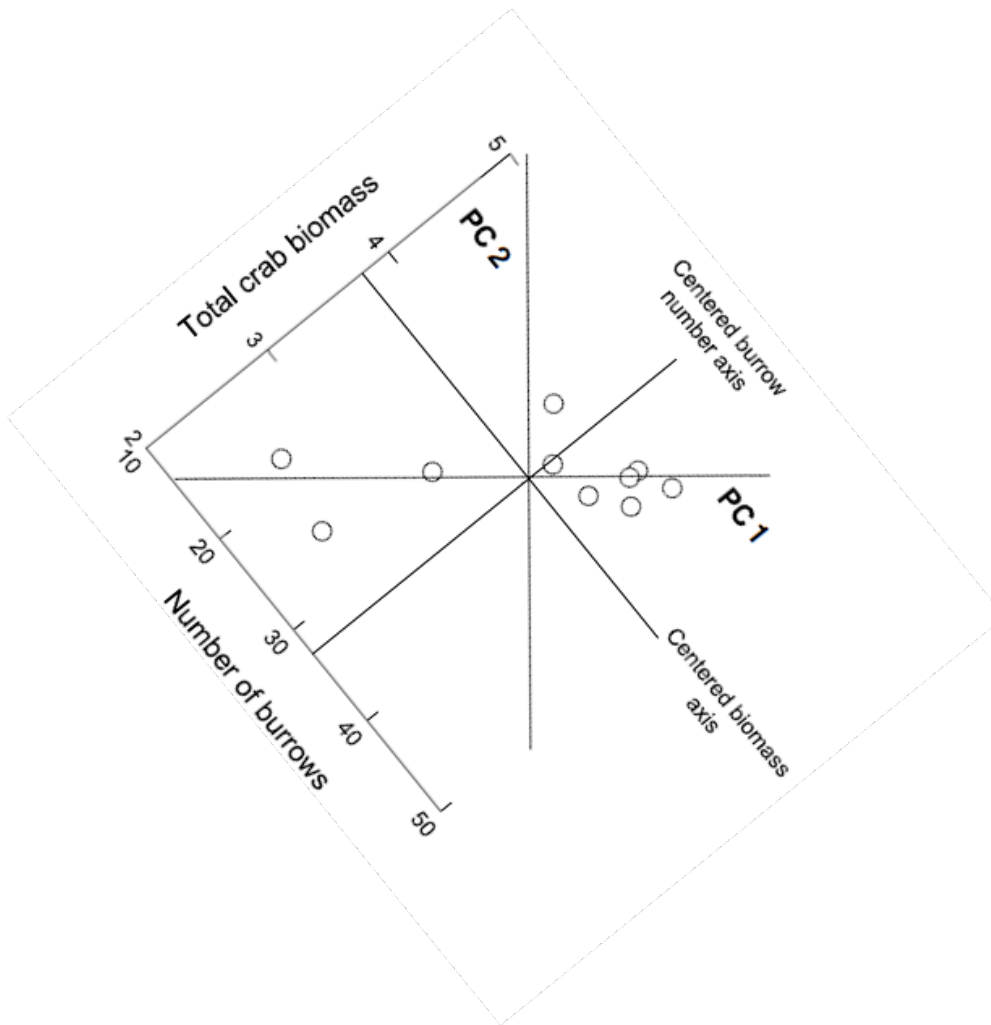 5
PC 2
4
Total crab biomass
3
2
10
20
30
40
50
Number of burrows
Centered burrow
number axis
PC 1
Centered biomass
axis